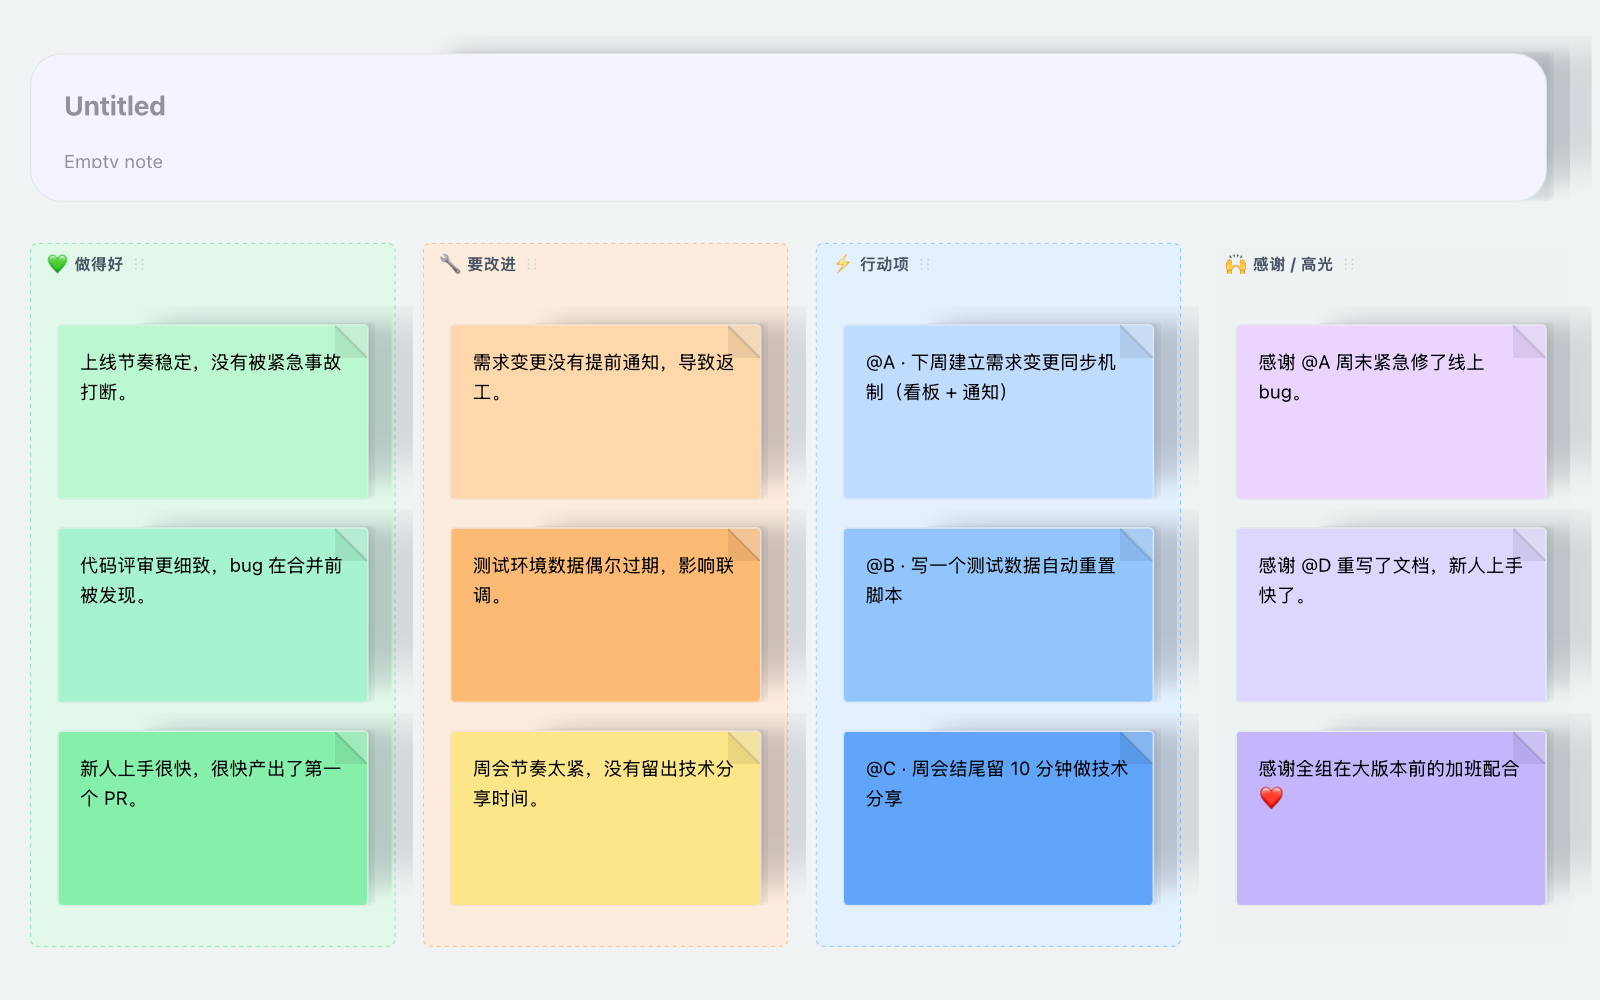 Untitled
Empty note
💚 做得好
上线节奏稳定，没有被紧急事故
打断。
代码评审更细致，bug 在合并前
被发现。
新人上手很快，很快产出了第一
个 PR。
🔧 要改进
需求变更没有提前通知，导致返
工。
测试环境数据偶尔过期，影响联
调。
周会节奏太紧，没有留出技术分
享时间。
⚡ 行动项
@A · 下周建立需求变更同步机
制（看板 + 通知）
@B · 写一个测试数据自动重置
脚本
@C · 周会结尾留 10 分钟做技术
分享
🙌 感谢 / 高光
感谢 @A 周末紧急修了线上
bug。
感谢 @D 重写了文档，新人上手
快了。
感谢全组在大版本前的加班配合
❤️